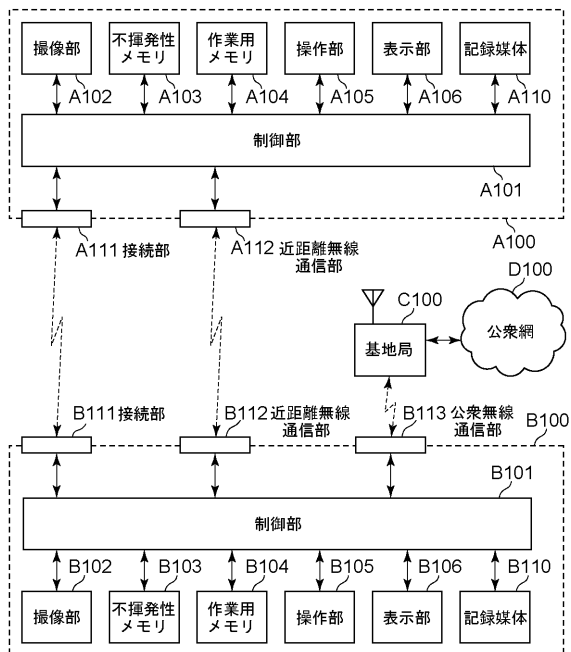 撮像部
不揮発性
メモリ
作業用
メモリ
操作部
表示部
記録媒体
A102
A103
A104
A105
A106
A110
制御部
A101
A100
A111 接続部
A112 近距離無線
通信部
D100
C100
公衆網
基地局
B111 接続部
B112 近距離無線
通信部
B113 公衆無線
通信部
B100
B101
制御部
B102
B103
B104
B105
B106
B110
撮像部
不揮発性
メモリ
作業用
メモリ
操作部
表示部
記録媒体